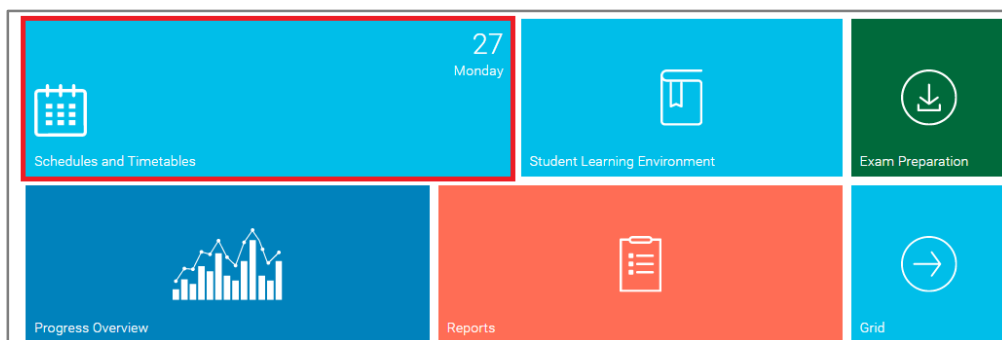 27
Monday
Schedules and Timetables
Student Learning Environment
Exam Preparation
Progress Overview
Reports
Grid